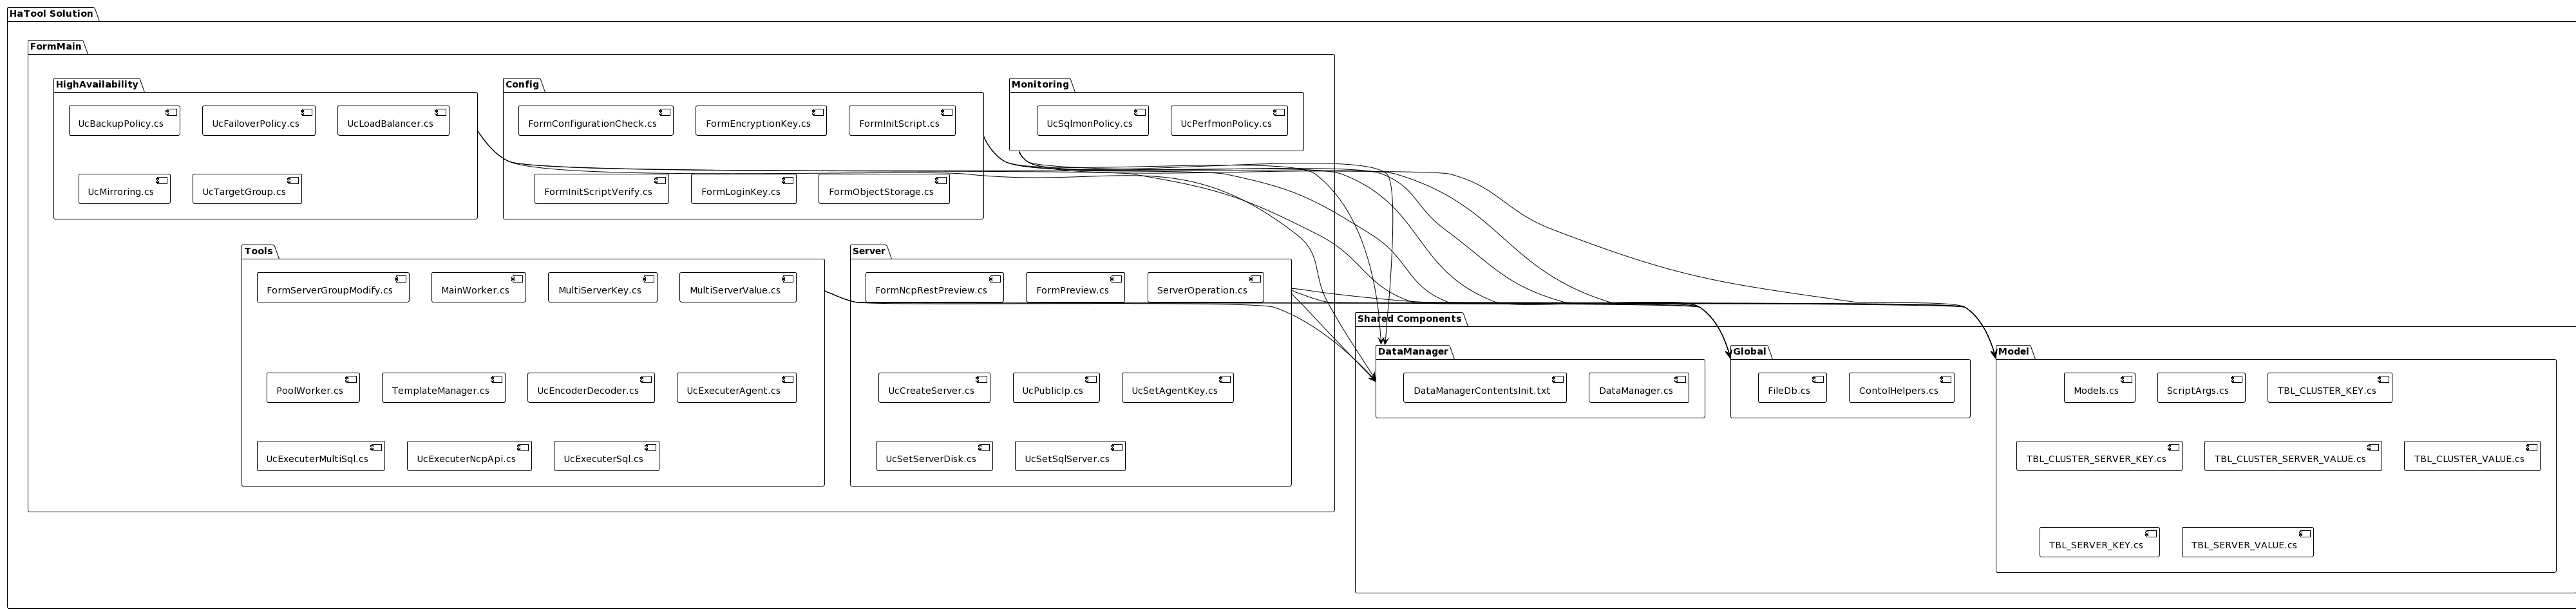 HaTool Solution
FormMain
HighAvailability
UcBackupPolicy.cs
UcFailoverPolicy.cs
UcLoadBalancer.cs
UcMirroring.cs
UcTargetGroup.cs
Config
FormConfigurationCheck.cs
FormEncryptionKey.cs
FormInitScript.cs
FormInitScriptVerify.cs
FormLoginKey.cs
FormObjectStorage.cs
Monitoring
UcSqlmonPolicy.cs
UcPerfmonPolicy.cs
Tools
FormServerGroupModify.cs
MainWorker.cs
MultiServerKey.cs
MultiServerValue.cs
PoolWorker.cs
TemplateManager.cs
UcEncoderDecoder.cs
UcExecuterAgent.cs
UcExecuterMultiSql.cs
UcExecuterNcpApi.cs
UcExecuterSql.cs
Server
FormNcpRestPreview.cs
FormPreview.cs
ServerOperation.cs
UcCreateServer.cs
UcPublicIp.cs
UcSetAgentKey.cs
UcSetServerDisk.cs
UcSetSqlServer.cs
Shared Components
DataManager
DataManagerContentsInit.txt
DataManager.cs
Global
FileDb.cs
ContolHelpers.cs
Model
Models.cs
ScriptArgs.cs
TBL_CLUSTER_KEY.cs
TBL_CLUSTER_SERVER_KEY.cs
TBL_CLUSTER_SERVER_VALUE.cs
TBL_CLUSTER_VALUE.cs
TBL_SERVER_KEY.cs
TBL_SERVER_VALUE.cs